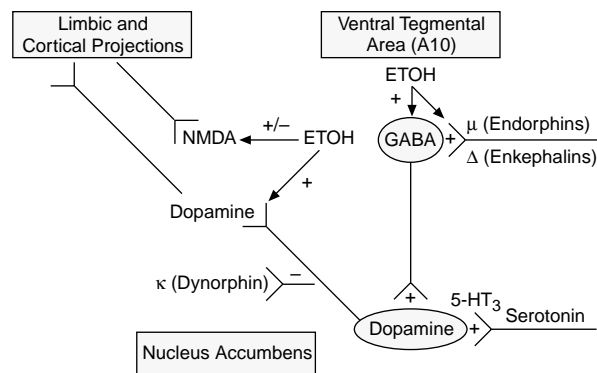 Limbic and
Cortical Projections
Ventral Tegmental
Area (A10)
ETOH
+
GABA
+
μ (Endorphins)
Δ (Enkephalins)
NMDA
+/–
ETOH
+
Dopamine
κ (Dynorphin)
–
+
Dopamine
+
5-HT3
Serotonin
Nucleus Accumbens